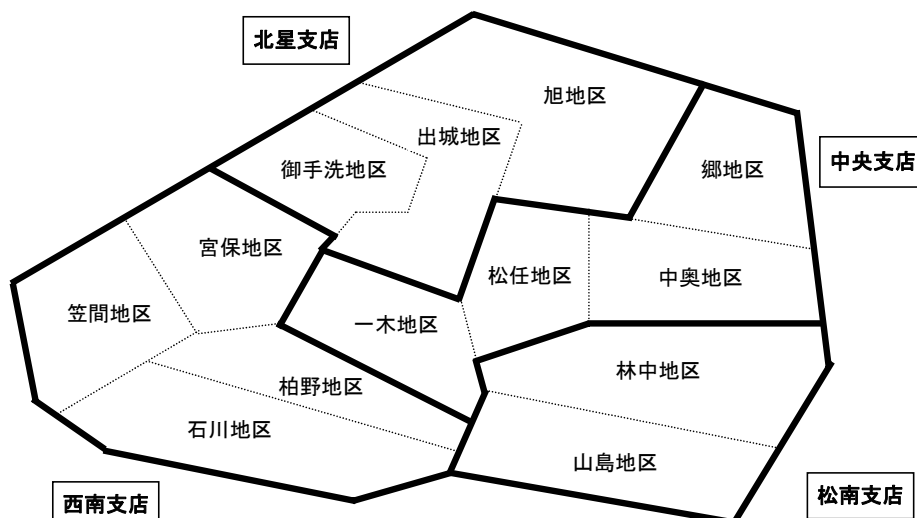 北星支店
旭地区
出城地区
御手洗地区
郷地区
中央支店
宮保地区
松任地区
中奥地区
笠間地区
一木地区
林中地区
柏野地区
石川地区
山島地区
西南支店
松南支店